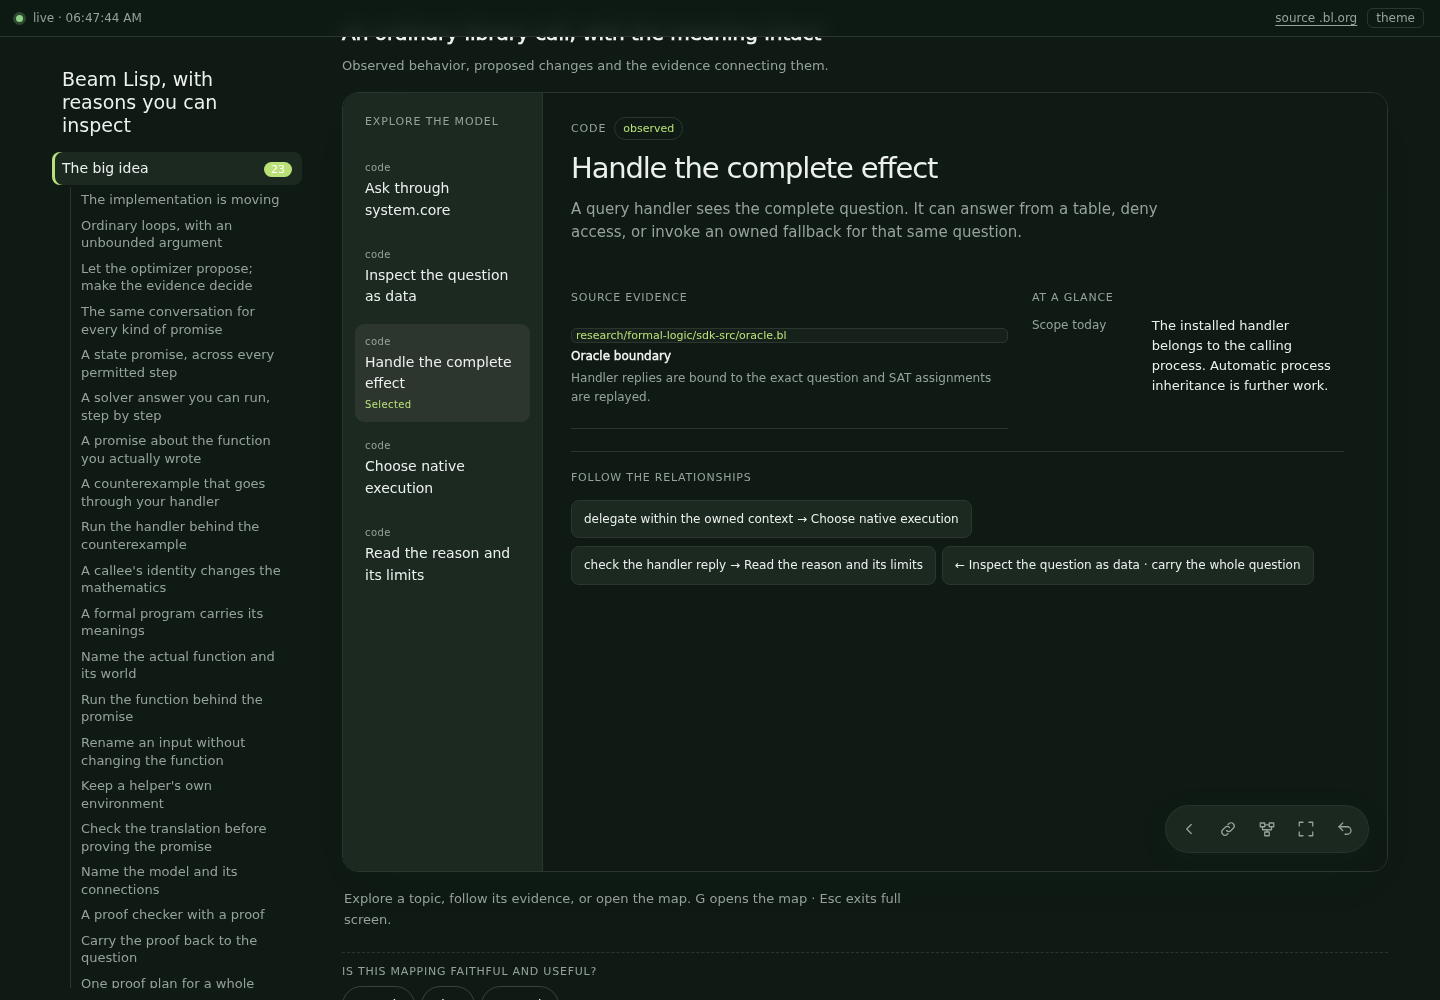 live · 06:47:44 AM
source .bl.org
theme
Beam Lisp, with
reasons you can
inspect
The big idea
23
The implementation is moving
Ordinary loops, with an
unbounded argument
Let the optimizer propose;
make the evidence decide
The same conversation for
every kind of promise
A state promise, across every
permitted step
A solver answer you can run,
step by step
A promise about the function
you actually wrote
A counterexample that goes
through your handler
Run the handler behind the
counterexample
A callee's identity changes the
mathematics
A formal program carries its
meanings
Name the actual function and
its world
Run the function behind the
promise
Rename an input without
changing the function
Keep a helper's own
environment
Check the translation before
proving the promise
Name the model and its
connections
A proof checker with a proof
Carry the proof back to the
question
One proof plan for a whole
An ordinary library call, with the meaning intact
Observed behavior, proposed changes and the evidence connecting them.
EXPLORE THE MODEL
code
Ask through
system.core
code
Inspect the question
as data
code
Handle the complete
effect
Selected
code
Choose native
execution
code
Read the reason and
its limits
CODE
observed
Handle the complete effect
A query handler sees the complete question. It can answer from a table, deny
access, or invoke an owned fallback for that same question.
SOURCE EVIDENCE
research/formal-logic/sdk-src/oracle.bl
Oracle boundary
Handler replies are bound to the exact question and SAT assignments
are replayed.
AT A GLANCE
Scope today
The installed handler
belongs to the calling
process. Automatic process
inheritance is further work.
FOLLOW THE RELATIONSHIPS
delegate within the owned context → Choose native execution
check the handler reply → Read the reason and its limits
← Inspect the question as data · carry the whole question
Explore a topic, follow its evidence, or open the map. G opens the map · Esc exits full
screen.
IS THIS MAPPING FAITHFUL AND USEFUL?